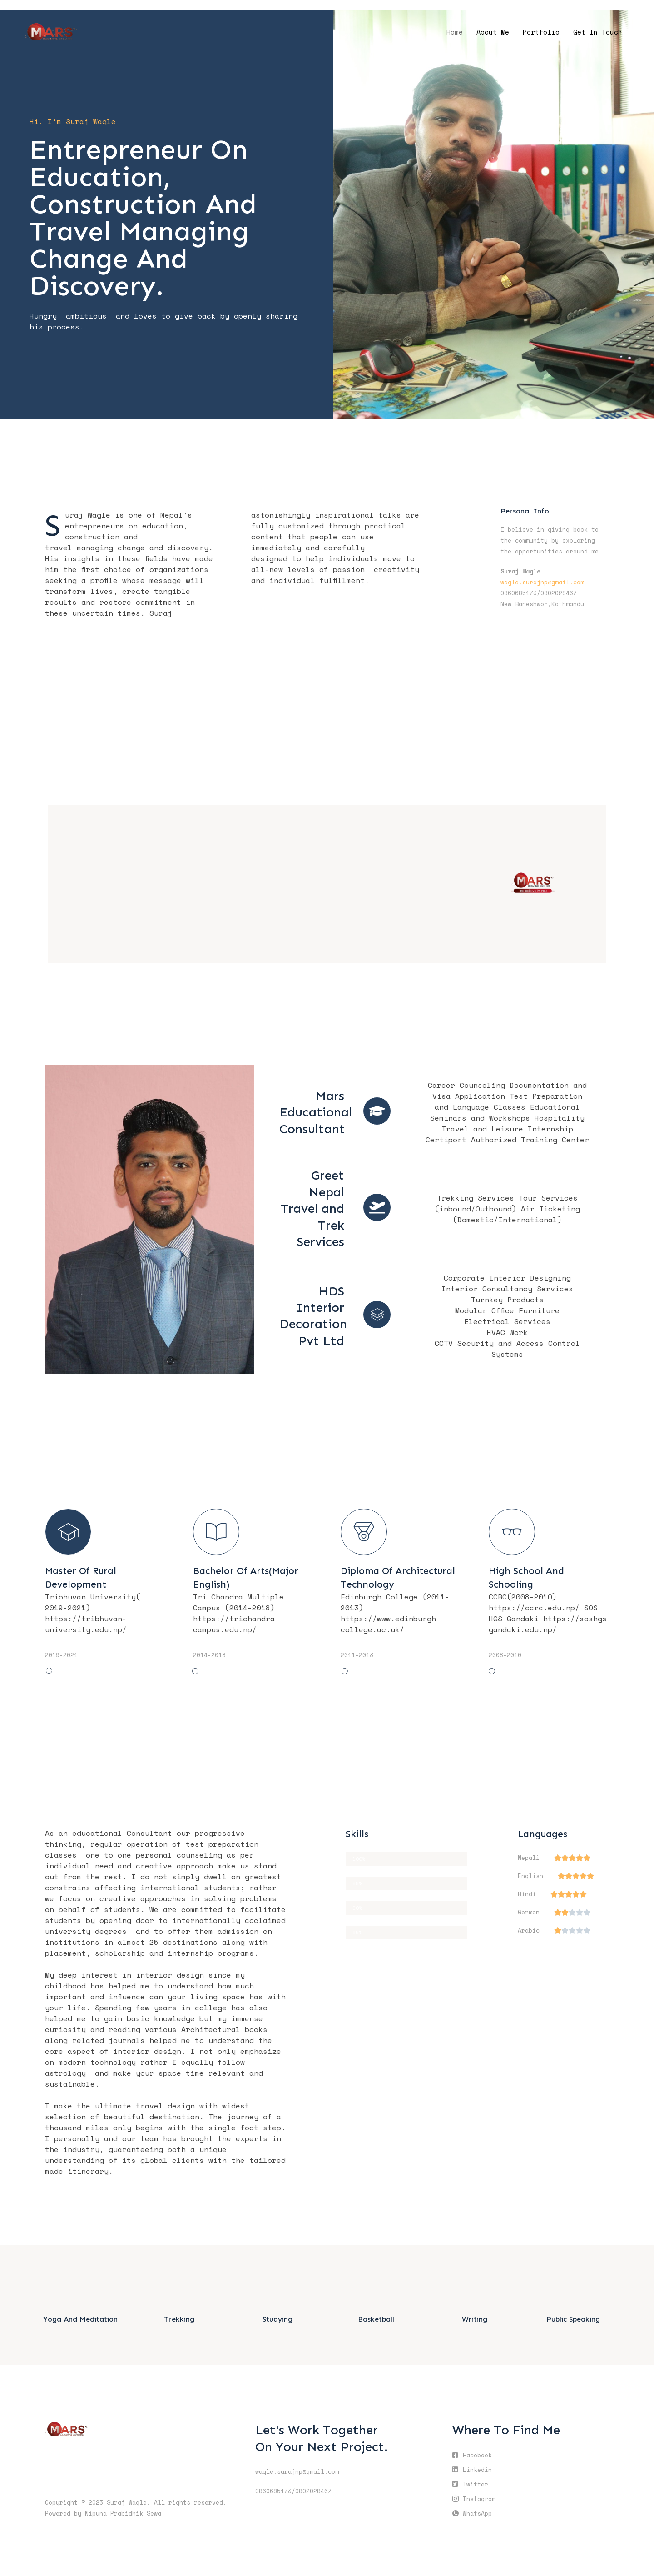 MARS
Home
About Me
Portfolio
Get In Touch
Hi, I'm Suraj Wagle
Entrepreneur On
Education,
Construction And
Travel Managing
Change And
Discovery.
Hungry, ambitious, and loves to give back by openly sharing
his process.
Suraj Wagle is one of Nepal's
entrepreneurs on education,
construction and
travel managing change and discovery.
His insights in these fields have made
him the first choice of organizations
seeking a profile whose message will
transform lives, create tangible
results and restore commitment in
these uncertain times. Suraj
astonishingly inspirational talks are
fully customized through practical
content that people can use
immediately and carefully
designed to help individuals move to
all-new levels of passion, creativity
and individual fulfillment.
Personal Info
I believe in giving back to
the community by exploring
the opportunities around me.
Suraj Wagle
wagle.surajnp@gmail.com
New Baneshwor,Kathmandu
MARS
Mars
Educational
Consultant
Career Counseling Documentation and
Visa Application Test Preparation
and Language Classes Educational
Seminars and Workshops Hospitality
Travel and Leisure Internship
Certiport Authorized Training Center
Greet
Nepal
Travel and
Trek
Services
Trekking Services Tour Services
(inbound/Outbound) Air Ticketing
(Domestic/International)
HDS
Interior
Decoration
Pvt Ltd
Corporate Interior Designing
Interior Consultancy Services
Turnkey Products
Modular Office Furniture
Electrical Services
HVAC Work
CCTV Security and Access Control
Systems
Master Of Rural
Development
Tribhuvan University(
2019-2021)
https://tribhuvan-
university.edu.np/
2019-2021
Bachelor Of Arts(Major
English)
Tri Chandra Multiple
Campus (2014-2018)
https://trichandra
campus.edu.np/
2014-2018
Diploma Of Architectural
Technology
Edinburgh College (2011-
2013)
https://www.edinburgh
college.ac.uk/
2011-2013
High School And
Schooling
CCRC(2008-2010)
https://ccrc.edu.np/ SOS
HGS Gandaki https://soshgs
gandaki.edu.np/
2008-2010
As an educational Consultant our progressive
thinking, regular operation of test preparation
classes, one to one personal counseling as per
individual need and creative approach make us stand
out from the rest. I do not simply dwell on greatest
constrains affecting international students; rather
we focus on creative approaches in solving problems
on behalf of students. We are committed to facilitate
students by opening door to internationally acclaimed
university degrees, and to offer them admission on
institutions in almost 25 destinations along with
placement, scholarship and internship programs.
My deep interest in interior design since my
childhood has helped me to understand how much
important and influence can your living space has with
your life. Spending few years in college has also
helped me to gain basic knowledge but my immense
curiosity and reading various Architectural books
along related journals helped me to understand the
core aspect of interior design. I not only emphasize
on modern technology rather I equally follow
astrology and make your space time relevant and
sustainable.
I make the ultimate travel design with widest
selection of beautiful destination. The journey of a
thousand miles only begins with the single foot step.
I personally and our team has brought the experts in
the industry, guaranteeing both a unique
understanding of its global clients with the tailored
made itinerary.
Skills
Languages
Nepali
English
Hindi
German
Arabic
Yoga And Meditation
Trekking
Studying
Basketball
Writing
Public Speaking
MARS
Copyright © 2023 Suraj Wagle. All rights reserved.
Powered by Nipuna Prabidhik Sewa
Let's Work Together
On Your Next Project.
wagle.surajnp@gmail.com
Where To Find Me
Facebook
Linkedin
Twitter
Instagram
WhatsApp